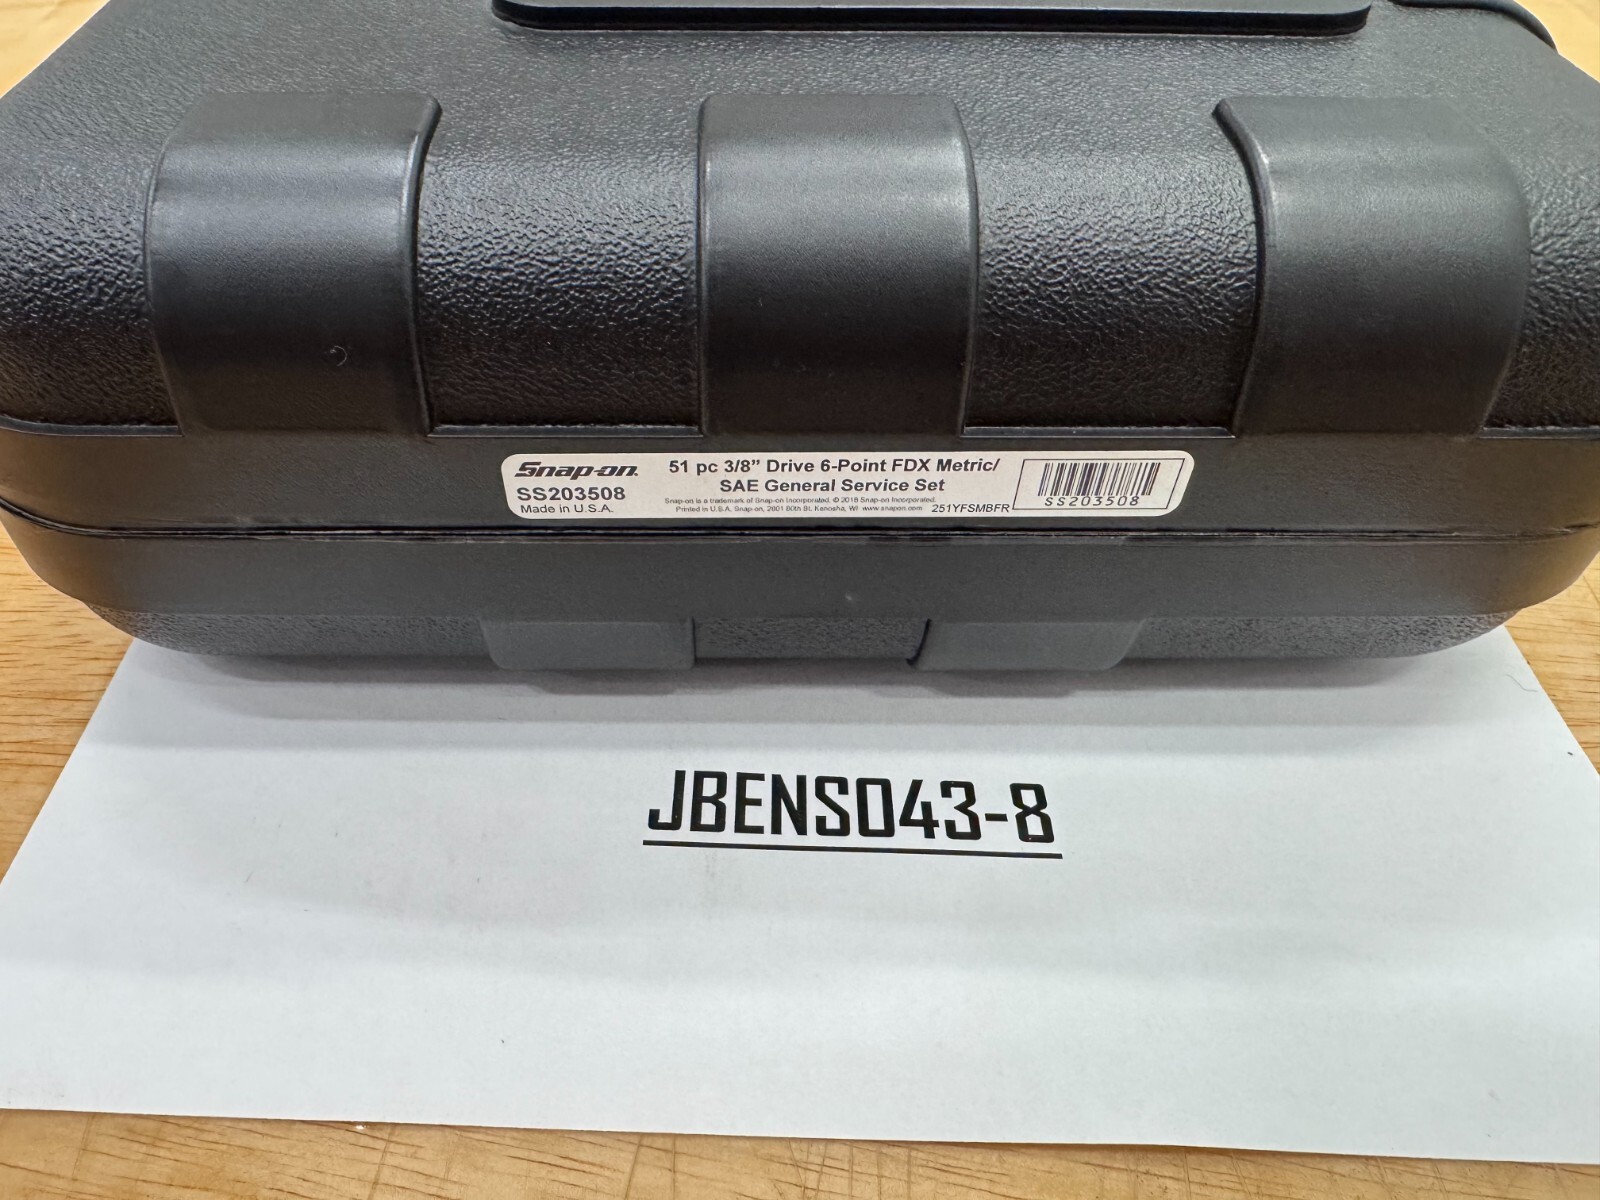 Snap-on.
SS203508
Made in U.S.A.
51 pc 3/8” Drive 6-Point FDX Metric/
SAE General Service Set
Snap-on is a trademark of Snap-on Incorporated. © 2018 Snap-on Incorporated.
Printed in U.S.A. Snap-on, 2801 80th St. Kenosha, WI www.snapon.com
251YFSMBFR
SS203508
JBENS043-8